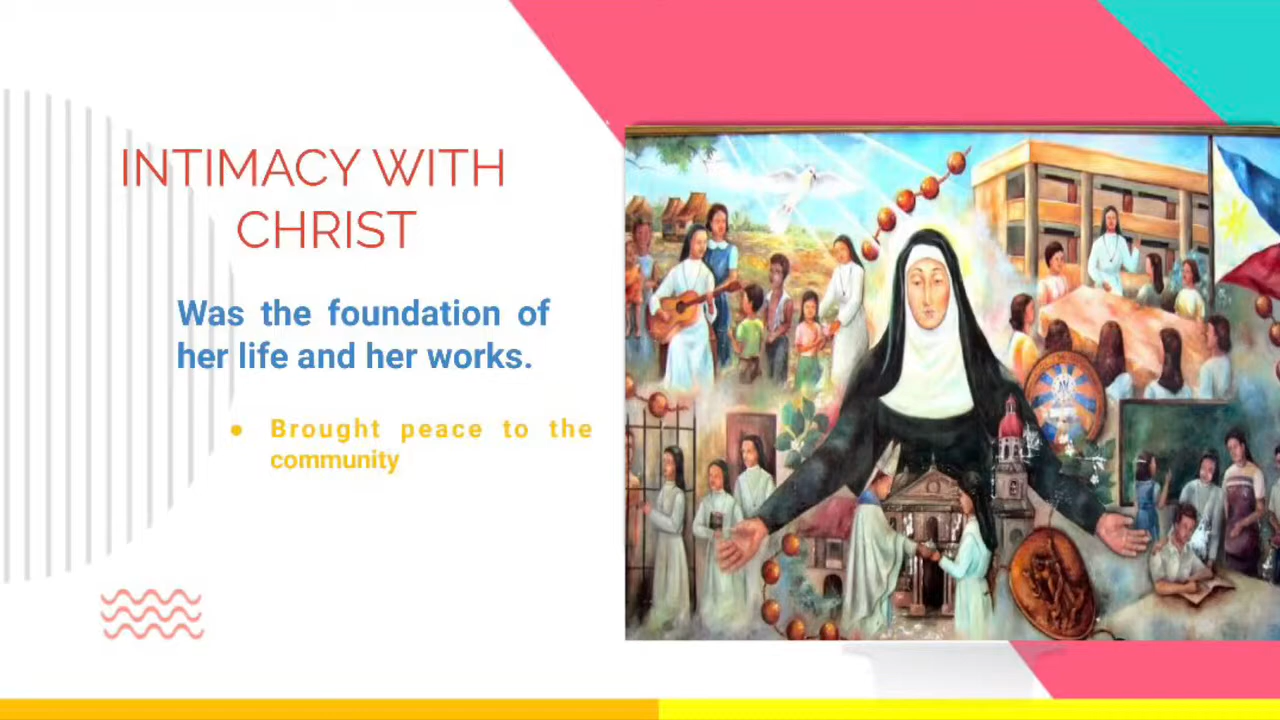 INTIMACY WITH
CHRIST
Was the foundation of
her life and her works.
● Brought peace to the
community